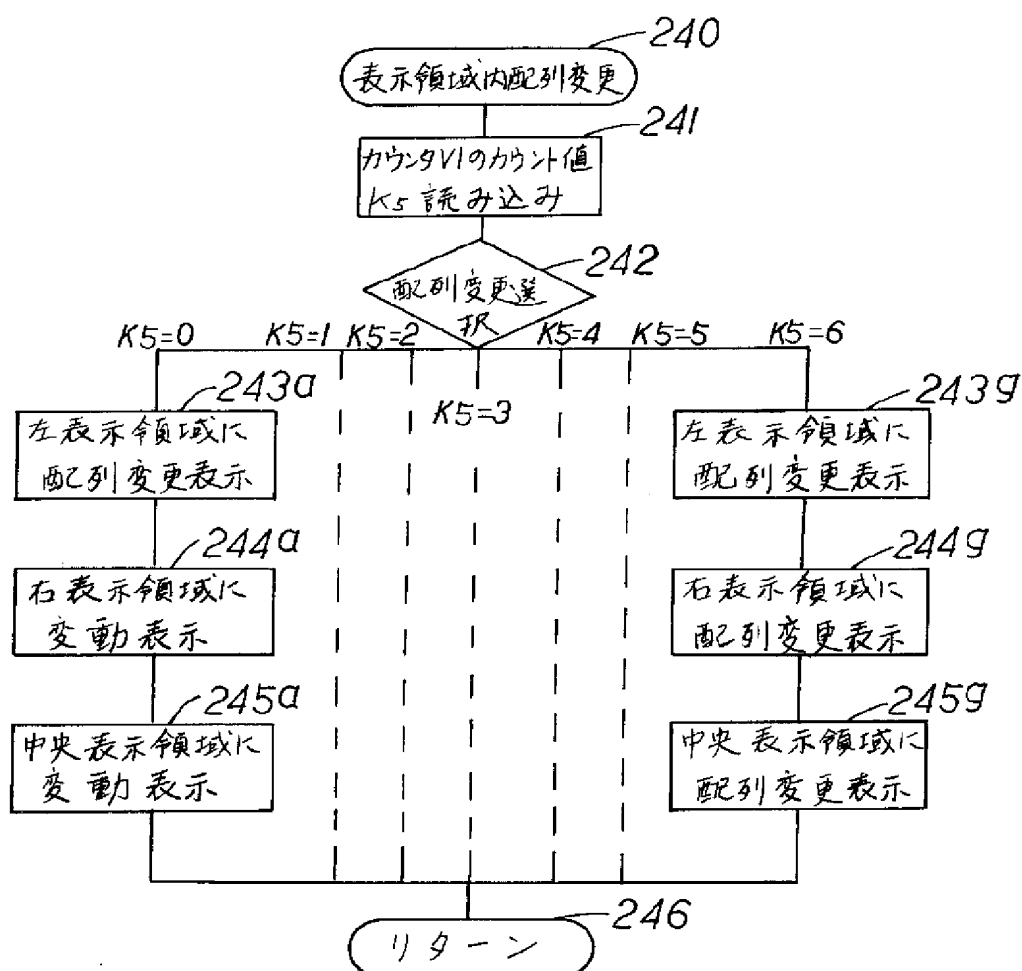 240
表示領域内配列変更
241
カウンタV1のカウント値
K5 読み込み
242
配列変更選
択
K5=0
K5=1
K5=2
K5=3
K5=4
K5=5
K5=6
243a
左表示領域に
配列変更表示
243g
左表示領域に
配列変更表示
244a
右表示領域に
変動表示
244g
右表示領域に
配列変更表示
245a
中央表示領域に
変動表示
245g
中央表示領域に
配列変更表示
246
リターン